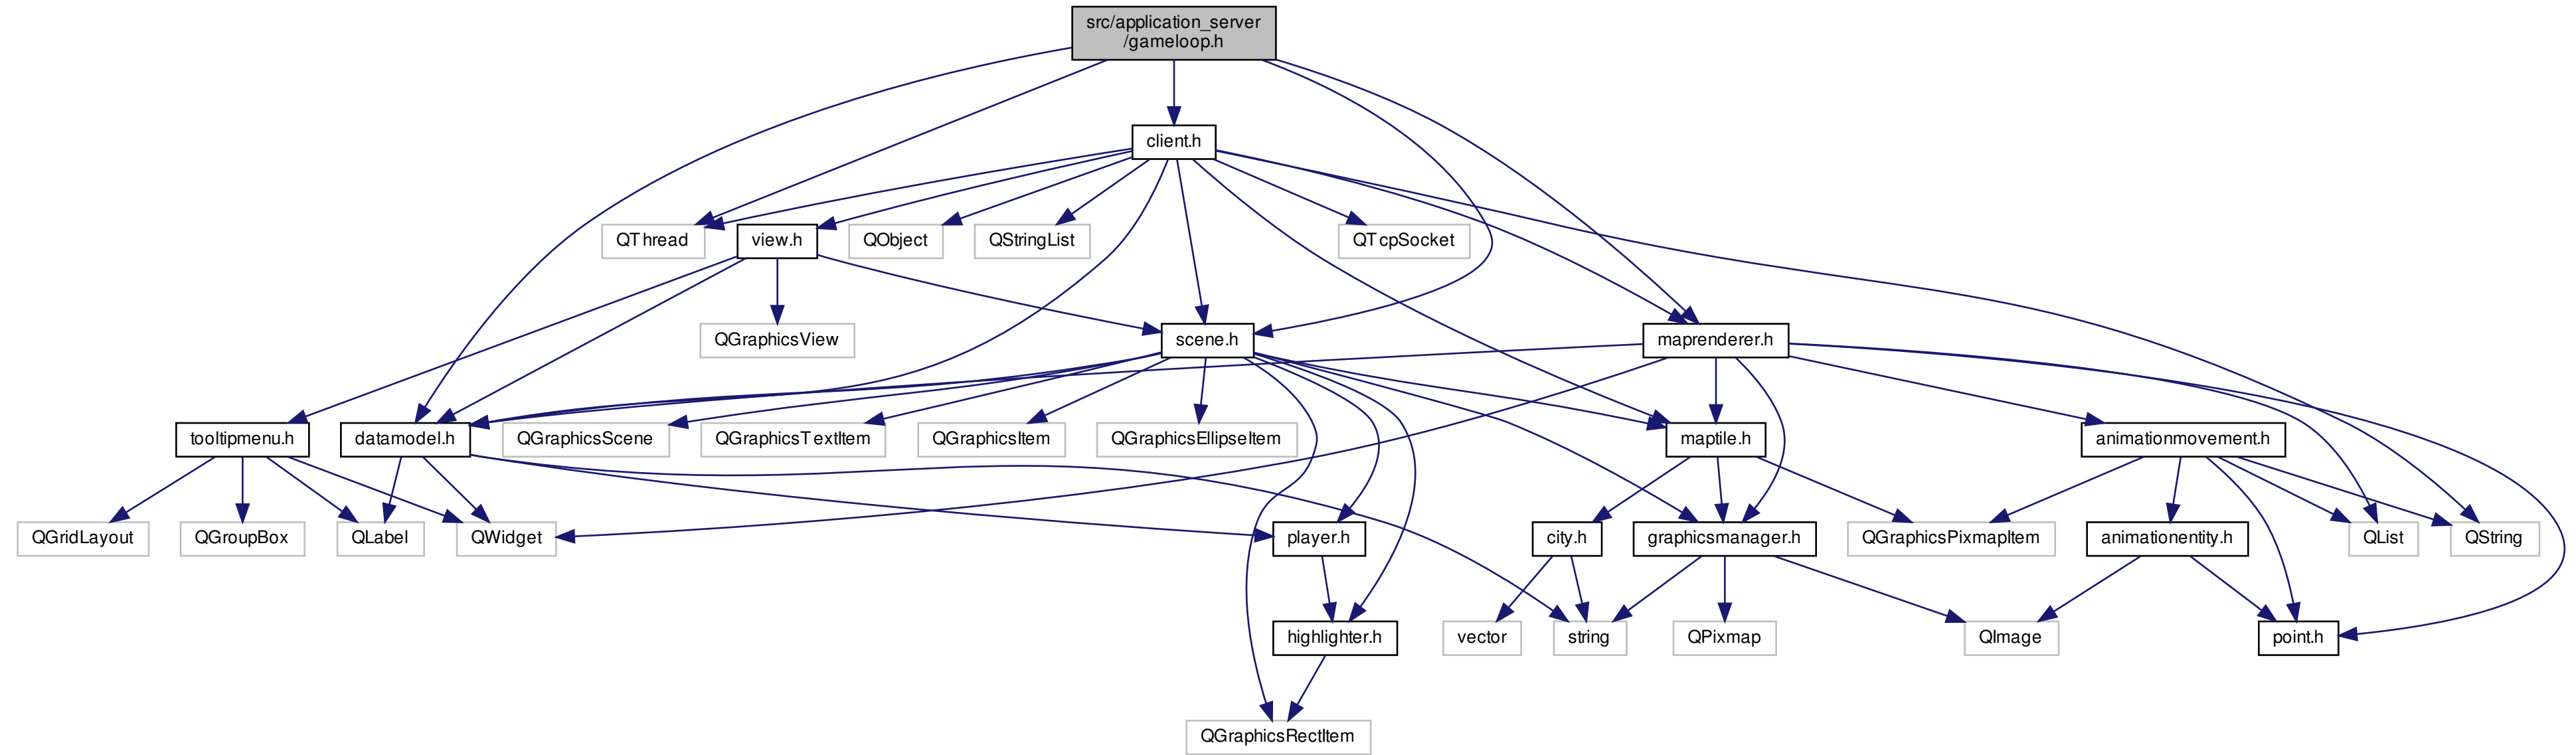 src/application_server
/gameloop.h
client.h
QThread
view.h
QObject
QStringList
QTcpSocket
QGraphicsView
scene.h
maprenderer.h
tooltipmenu.h
datamodel.h
QGraphicsScene
QGraphicsTextItem
QGraphicsItem
QGraphicsEllipseItem
maptile.h
animationmovement.h
QGridLayout
QGroupBox
QLabel
QWidget
player.h
city.h
graphicsmanager.h
QGraphicsPixmapItem
animationentity.h
QList
QString
highlighter.h
vector
string
QPixmap
QImage
point.h
QGraphicsRectItem